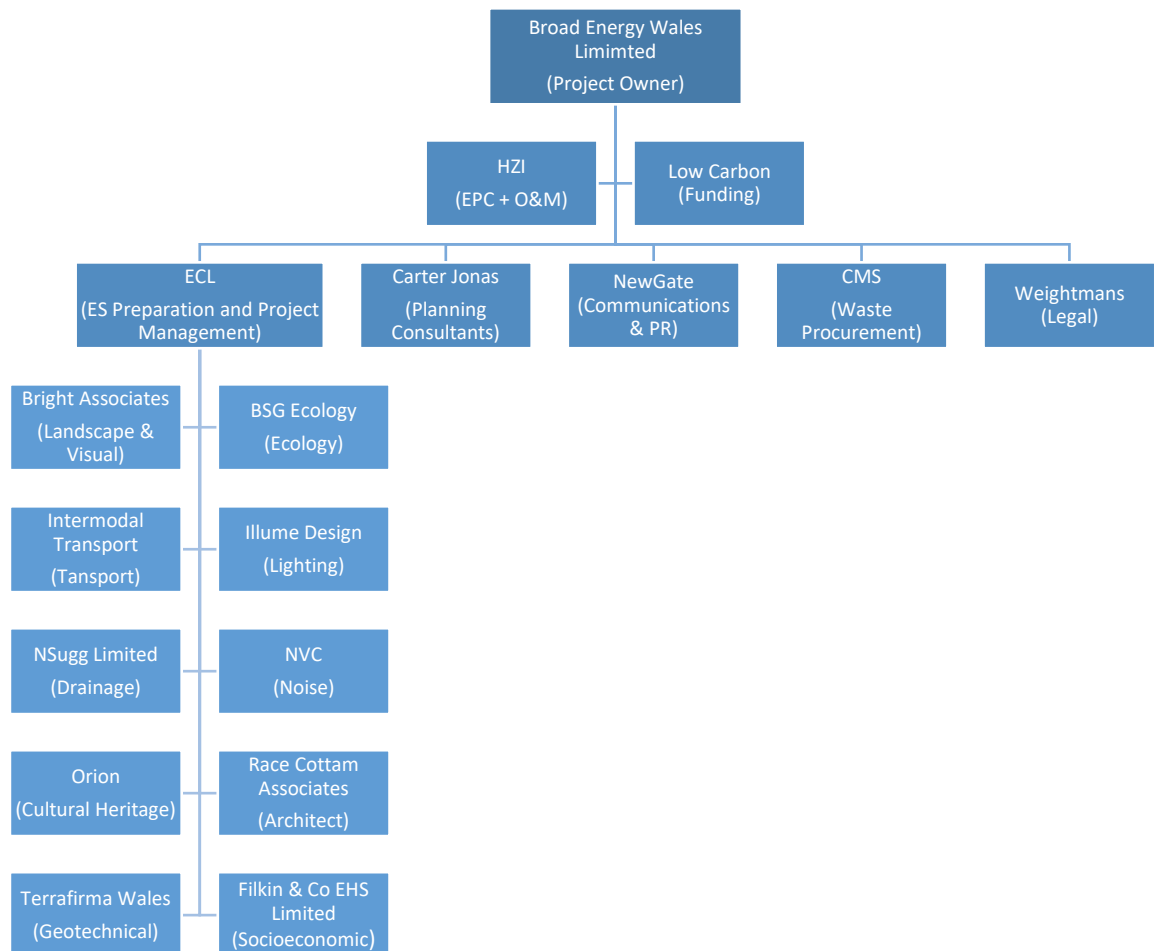 Broad Energy Wales
Limimted
(Project Owner)
HZI
(EPC + O&M)
Low Carbon
(Funding)
ECL
(ES Preparation and Project
Management)
Carter Jonas
(Planning
Consultants)
NewGate
(Communications
& PR)
CMS
(Waste
Procurement)
Weightmans
(Legal)
Bright Associates
(Landscape &
Visual)
BSG Ecology
(Ecology)
Intermodal
Transport
(Tansport)
Illume Design
(Lighting)
NSugg Limited
(Drainage)
NVC
(Noise)
Orion
(Cultural Heritage)
Race Cottam
Associates
(Architect)
Terrafirma Wales
(Geotechnical)
Filkin & Co EHS
Limited
(Socioeconomic)